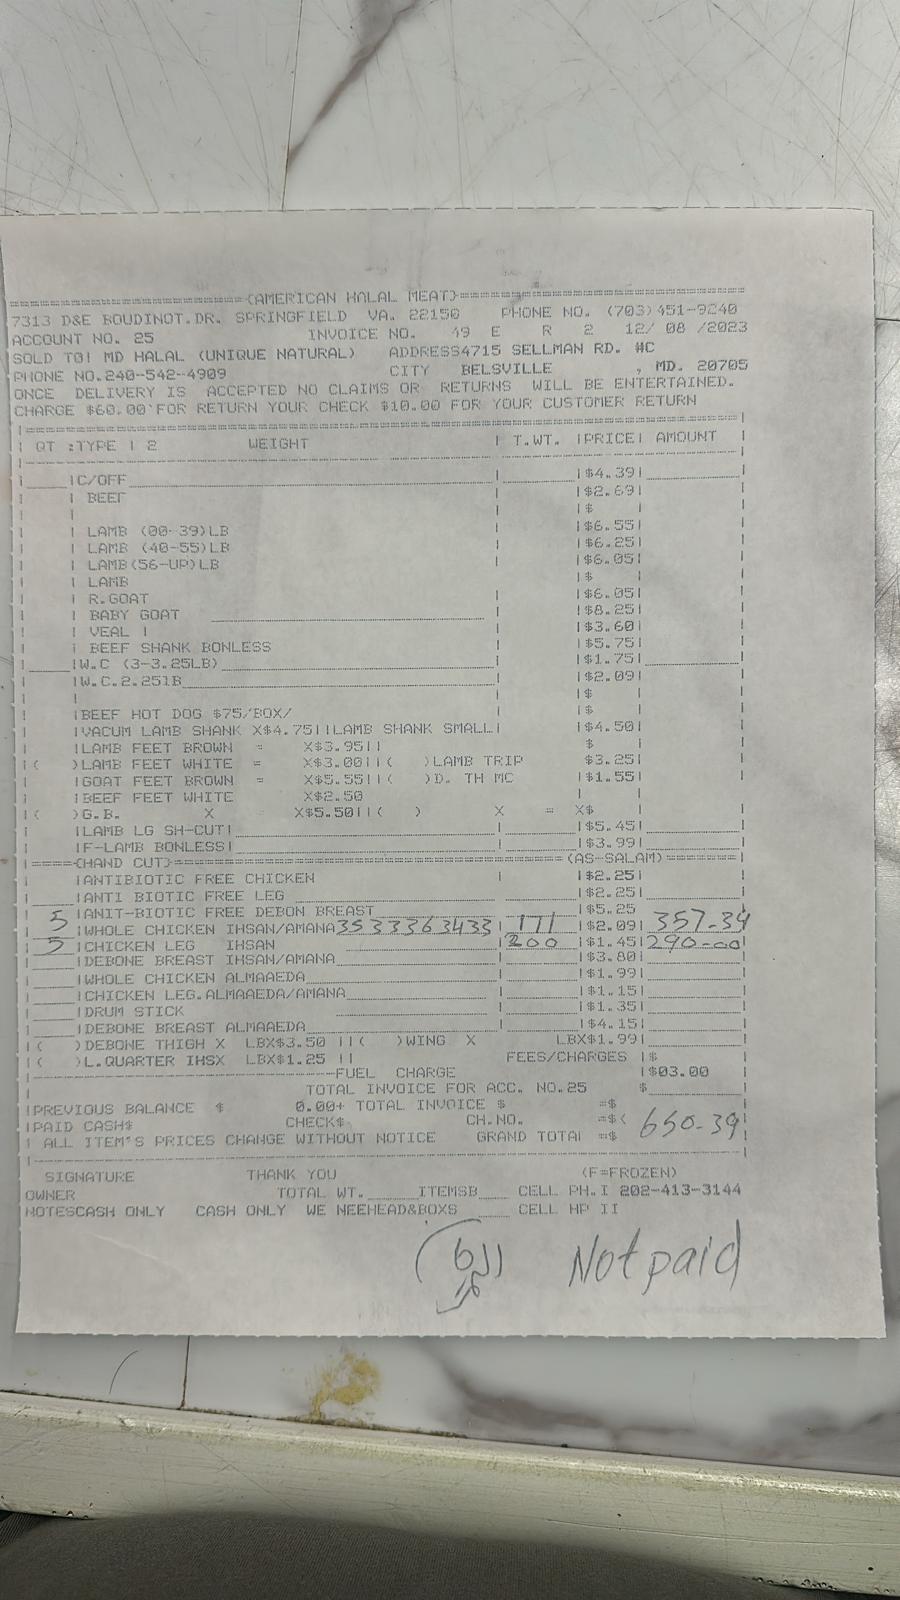 ==================={AMERICAN HALAL MEAT}===================
7313 D&E BOUDINOT.DR. SPRINGFIELD VA. 22150 PHONE NO. (703)451-9240
ACCOUNT NO. 25 INVOICE NO. 49 E R 2 12/ 08 /2023
SOLD TO! MD HALAL (UNIQUE NATURAL) ADDRESS4715 SELLMAN RD. #C
PHONE NO.240-542-4909 CITY BELSVILLE , MD. 20705
ONCE DELIVERY IS ACCEPTED NO CLAIMS OR RETURNS WILL BE ENTERTAINED.
CHARGE $60.00 FOR RETURN YOUR CHECK $10.00 FOR YOUR CUSTOMER RETURN
QT :TYPE | 2 WEIGHT | T.WT. |PRICE| AMOUNT
|C/OFF |$4.39|
| BEEF |$2.69|
| |$ |
| LAMB (00-39)LB |$6.55|
| LAMB (40-55)LB |$6.25|
| LAMB(56-UP)LB |$6.05|
| LAMB |$ |
| R.GOAT |$6.05|
| BABY GOAT |$8.25|
| VEAL | |$3.60|
| BEEF SHANK BONLESS |$5.75|
|W.C (3-3.25LB) |$1.75|
|W.C.2.25lB |$2.09|
| |$ |
|BEEF HOT DOG $75/BOX/ |$ |
|VACUM LAMB SHANK X$4.75||LAMB SHANK SMALL| |$4.50|
|LAMB FEET BROWN = X$3.95|| $ |
|( )LAMB FEET WHITE = X$3.00||( )LAMB TRIP $3.25|
|GOAT FEET BROWN = X$5.55||( )D. TH MC |$1.55|
|BEEF FEET WHITE X$2.50 | |
|( )G.B. X = X$5.50||( ) X = X$ |
|LAMB LG SH-CUT| |$5.45|
|F-LAMB BONLESS| |$3.99|
====={HAND CUT}=====(AS-SALAM)=====
|ANTIBIOTIC FREE CHICKEN | |$2.25|
|ANTI BIOTIC FREE LEG |$2.25|
|ANIT-BIOTIC FREE DEBON BREAST |$5.25
5 |WHOLE CHICKEN IHSAN/AMANA 35 33 33 63 433 | 171 |$2.09| 357-39
5 |CHICKEN LEG IHSAN | 200 |$1.45| 290-00
|DEBONE BREAST IHSAN/AMANA |$3.80|
|WHOLE CHICKEN ALMAAEDA |$1.99|
|CHICKEN LEG.ALMAAEDA/AMANA |$1.15|
|DRUM STICK |$1.35|
|DEBONE BREAST ALMAAEDA |$4.15|
|( )DEBONE THIGH X LBX$3.50 ||( )WING X LBX$1.99|
|( )L.QUARTER IHSX LBX$1.25 || FEES/CHARGES |$
FUEL CHARGE |$03.00
TOTAL INVOICE FOR ACC. NO.25 $
|PREVIOUS BALANCE $ 0.00+ TOTAL INVOICE $ =$
|PAID CASH$ CHECK$ CH.NO. =$(
| ALL ITEM'S PRICES CHANGE WITHOUT NOTICE GRAND TOTAL =$ 650-39
SIGNATURE THANK YOU (F=FROZEN)
OWNER TOTAL WT. ITEMSB CELL PH.I 202-413-3144
NOTESCASH ONLY CASH ONLY WE NEEHEAD&BOXS CELL HP II
Not paid